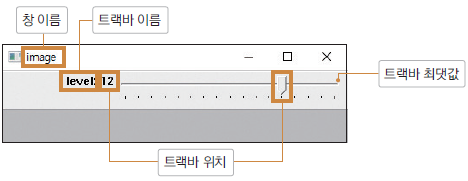 창 이름
트랙바 이름
image
level: 12
트랙바 최댓값
트랙바 위치